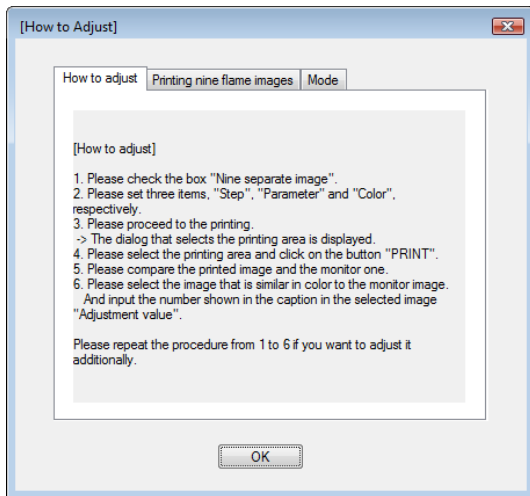 [How to Adjust]
How to adjust
Printing nine flame images
Mode
[How to adjust]
1. Please check the box "Nine separate image".
2. Please set three items, "Step", "Parameter" and "Color",
respectively.
3. Please proceed to the printing.
-> The dialog that selects the printing area is displayed.
4. Please select the printing area and click on the button "PRINT".
5. Please compare the printed image and the monitor one.
6. Please select the image that is similar in color to the monitor image.
And input the number shown in the caption in the selected image
"Adjustment value".
Please repeat the procedure from 1 to 6 if you want to adjust it
additionally.
OK